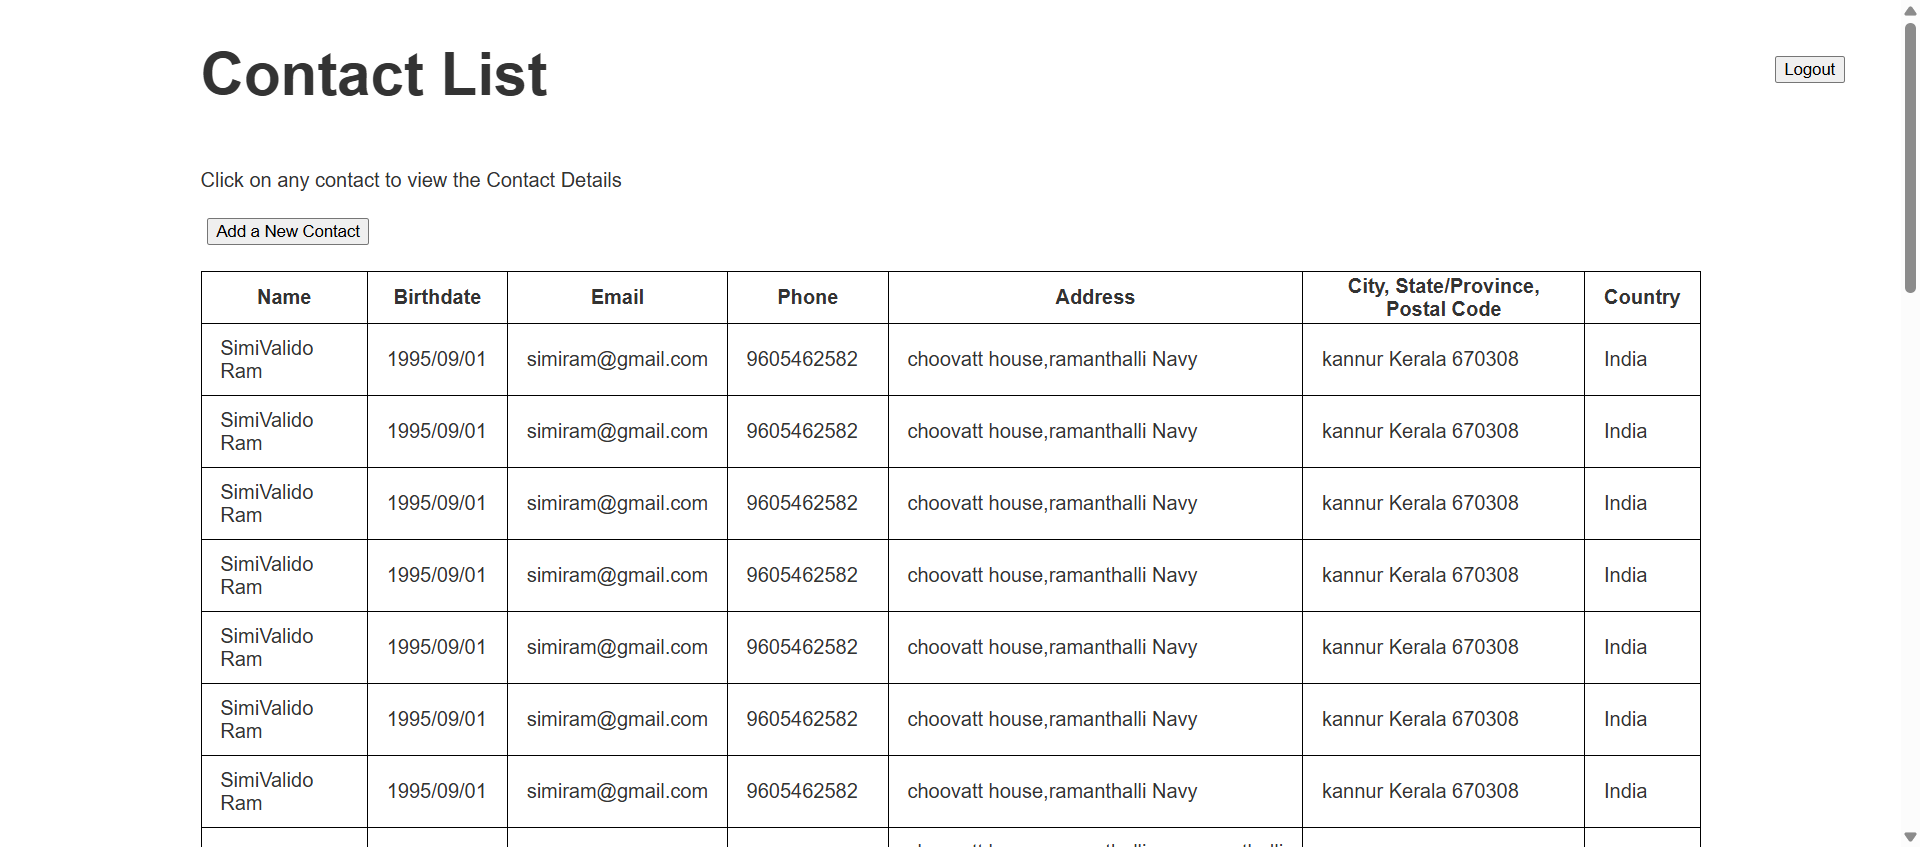 Contact List
Logout
Click on any contact to view the Contact Details
Add a New Contact
Name Birthdate Email Phone Address City, State/Province, Postal Code Country
SimiValido Ram 1995/09/01 simiram@gmail.com 9605462582 choovatt house,ramanthalli Navy kannur Kerala 670308 India
SimiValido Ram 1995/09/01 simiram@gmail.com 9605462582 choovatt house,ramanthalli Navy kannur Kerala 670308 India
SimiValido Ram 1995/09/01 simiram@gmail.com 9605462582 choovatt house,ramanthalli Navy kannur Kerala 670308 India
SimiValido Ram 1995/09/01 simiram@gmail.com 9605462582 choovatt house,ramanthalli Navy kannur Kerala 670308 India
SimiValido Ram 1995/09/01 simiram@gmail.com 9605462582 choovatt house,ramanthalli Navy kannur Kerala 670308 India
SimiValido Ram 1995/09/01 simiram@gmail.com 9605462582 choovatt house,ramanthalli Navy kannur Kerala 670308 India
SimiValido Ram 1995/09/01 simiram@gmail.com 9605462582 choovatt house,ramanthalli Navy kannur Kerala 670308 India